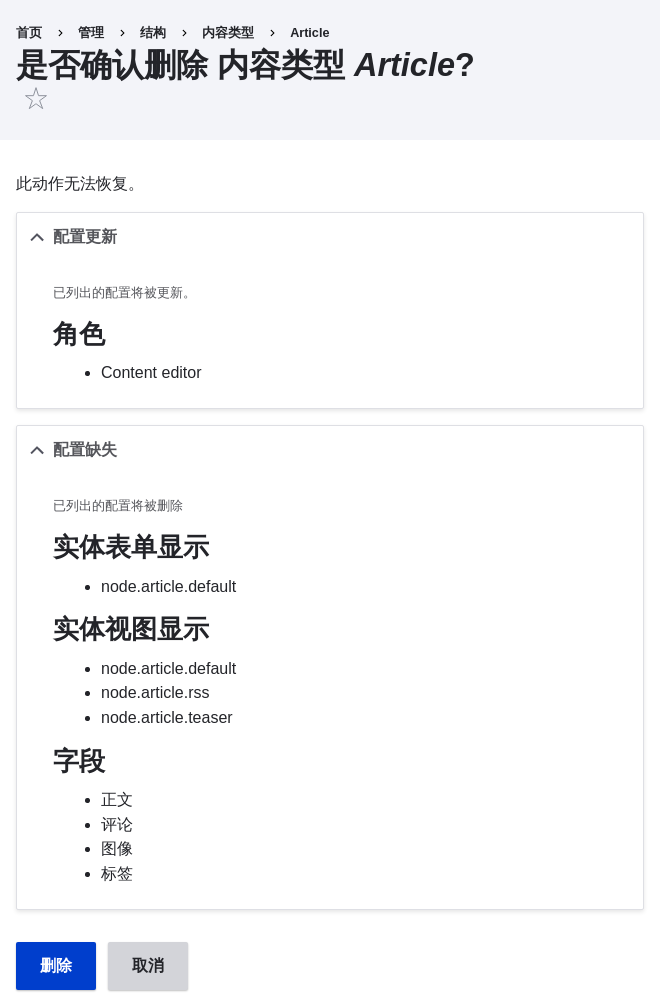 首页 › 管理 › 结构 › 内容类型 › Article
是否确认删除 内容类型 Article?
此动作无法恢复。
配置更新
已列出的配置将被更新。
角色
Content editor
配置缺失
已列出的配置将被删除
实体表单显示
node.article.default
实体视图显示
node.article.default
node.article.rss
node.article.teaser
字段
正文
评论
图像
标签
删除 取消